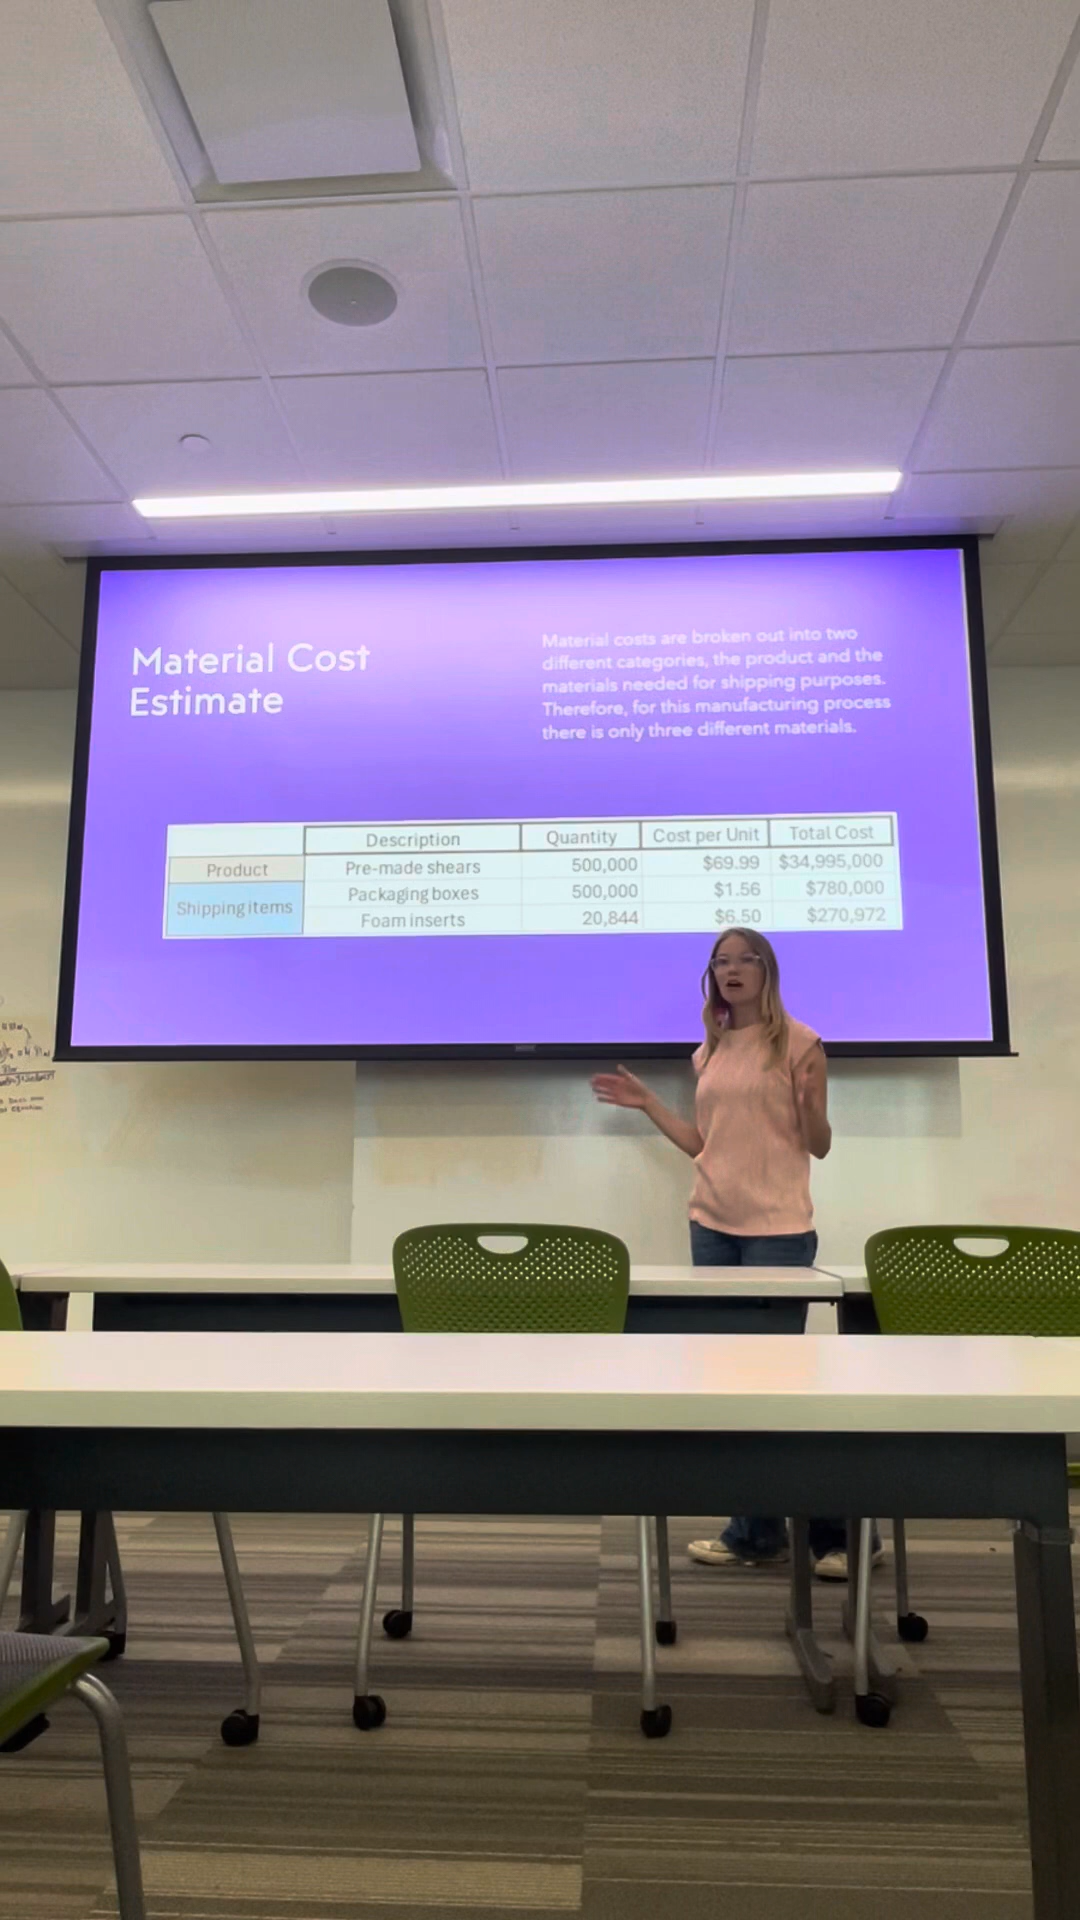 Material Cost
Estimate
Material costs are broken out into two
different categories, the product and the
materials needed for shipping purposes.
Therefore, for this manufacturing process
there is only three different materials.
Description Quantity Cost per Unit Total Cost
Product Pre-made shears 500,000 $69.99 $34,995,000
Shipping items Packaging boxes 500,000 $1.56 $780,000
Foam inserts 20,844 $6.50 $270,972